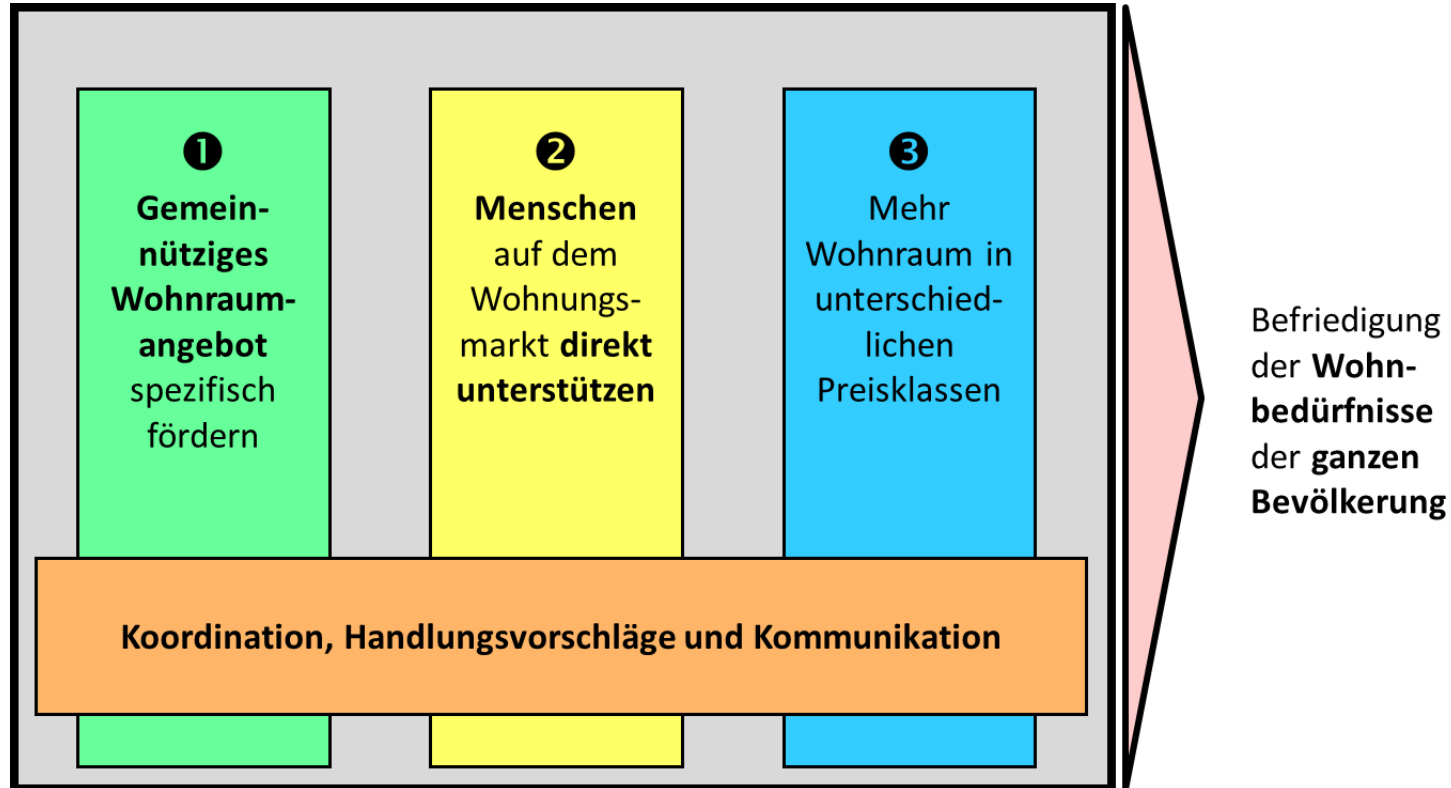 ❶
Gemein-
nütziges
Wohnraum-
angebot
spezifisch
fördern
❷
Menschen
auf dem
Wohnungs-
markt direkt
unterstützen
❸
Mehr
Wohnraum in
unterschied-
lichen
Preisklassen
Koordination, Handlungsvorschläge und Kommunikation
Befriedigung
der Wohn-
bedürfnisse
der ganzen
Bevölkerung